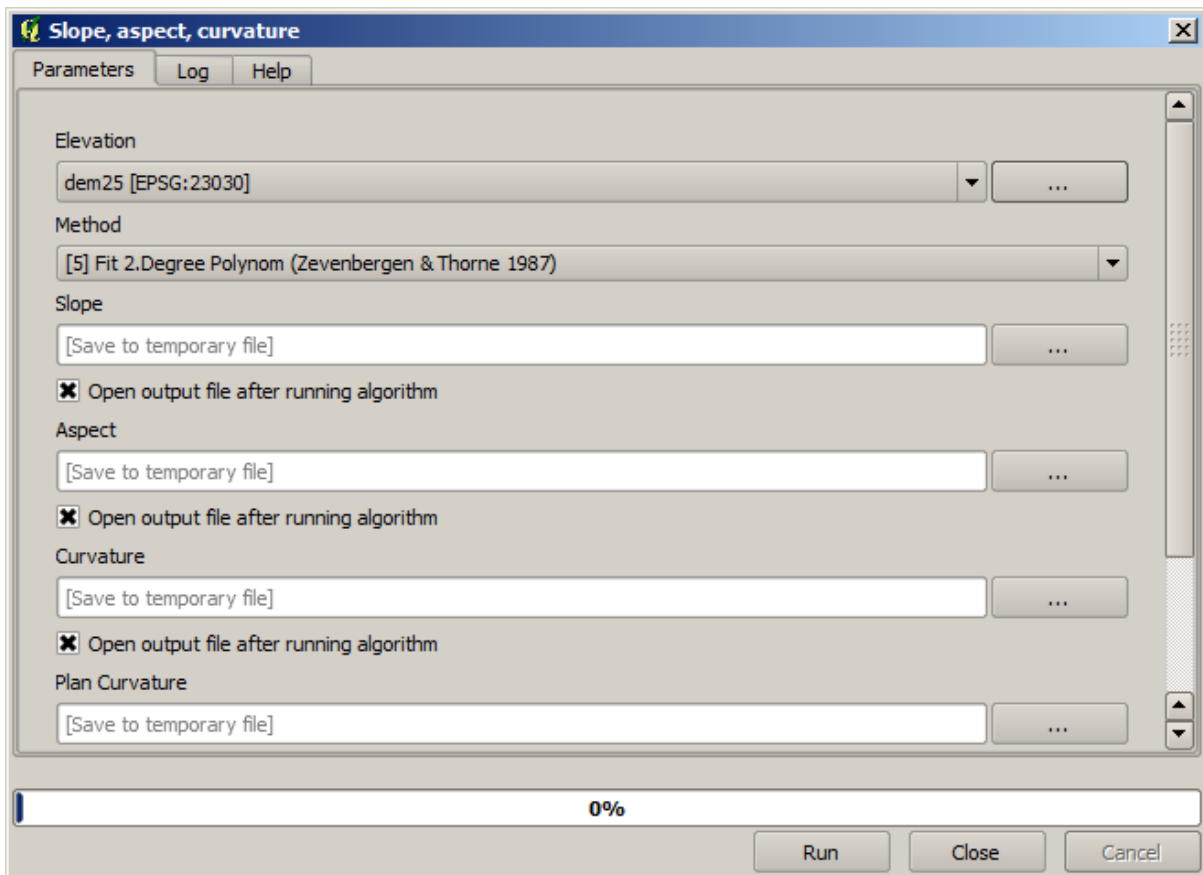 Slope, aspect, curvature
Parameters Log Help
Elevation
dem25 [EPSG:23030] ...
Method
[5] Fit 2.Degree Polynom (Zevenbergen & Thorne 1987)
Slope
[Save to temporary file] ...
Open output file after running algorithm
Aspect
[Save to temporary file] ...
Open output file after running algorithm
Curvature
[Save to temporary file] ...
Open output file after running algorithm
Plan Curvature
[Save to temporary file] ...
0%
Run Close Cancel